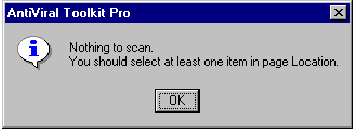 AntiViral Toolkit Pro
Nothing to scan.
You should select at least one item in page Location.
OK